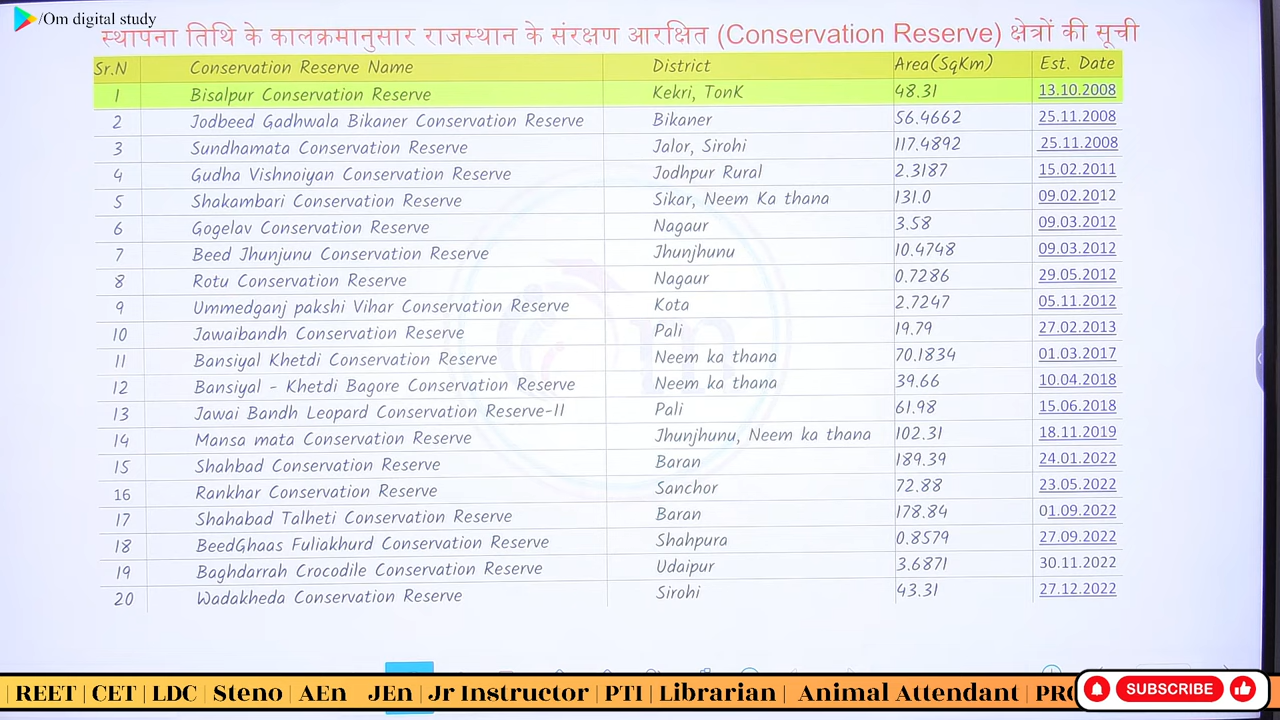 /Om digital study
स्थापना तिथि के कालक्रमानुसार राजस्थान के संरक्षण आरक्षित (Conservation Reserve) क्षेत्रों की सूची
Sr.N Conservation Reserve Name District Area(SqKm) Est. Date
1 Bisalpur Conservation Reserve Kekri, TonK 48.31 13.10.2008
2 Jodbeed Gadhwala Bikaner Conservation Reserve Bikaner 56.4662 25.11.2008
3 Sundhamata Conservation Reserve Jalor, Sirohi 117.4892 25.11.2008
4 Gudha Vishnoiyan Conservation Reserve Jodhpur Rural 2.3187 15.02.2011
5 Shakambari Conservation Reserve Sikar, Neem Ka thana 131.0 09.02.2012
6 Gogelav Conservation Reserve Nagaur 3.58 09.03.2012
7 Beed Jhunjunu Conservation Reserve Jhunjhunu 10.4748 09.03.2012
8 Rotu Conservation Reserve Nagaur 0.7286 29.05.2012
9 Ummedganj pakshi Vihar Conservation Reserve Kota 2.7247 05.11.2012
10 Jawaibandh Conservation Reserve Pali 19.79 27.02.2013
11 Bansiyal Khetdi Conservation Reserve Neem ka thana 70.1834 01.03.2017
12 Bansiyal - Khetdi Bagore Conservation Reserve Neem ka thana 39.66 10.04.2018
13 Jawai Bandh Leopard Conservation Reserve-II Pali 61.98 15.06.2018
14 Mansa mata Conservation Reserve Jhunjhunu, Neem ka thana 102.31 18.11.2019
15 Shahbad Conservation Reserve Baran 189.39 24.01.2022
16 Rankhar Conservation Reserve Sanchor 72.88 23.05.2022
17 Shahabad Talheti Conservation Reserve Baran 178.84 01.09.2022
18 BeedGhaas Fuliakhurd Conservation Reserve Shahpura 0.8579 27.09.2022
19 Baghdarrah Crocodile Conservation Reserve Udaipur 3.6871 30.11.2022
20 Wadakheda Conservation Reserve Sirohi 43.31 27.12.2022
| REET | CET | LDC | Steno | AEn JEn | Jr Instructor | PTI | Librarian | Animal Attendant | PRO
SUBSCRIBE